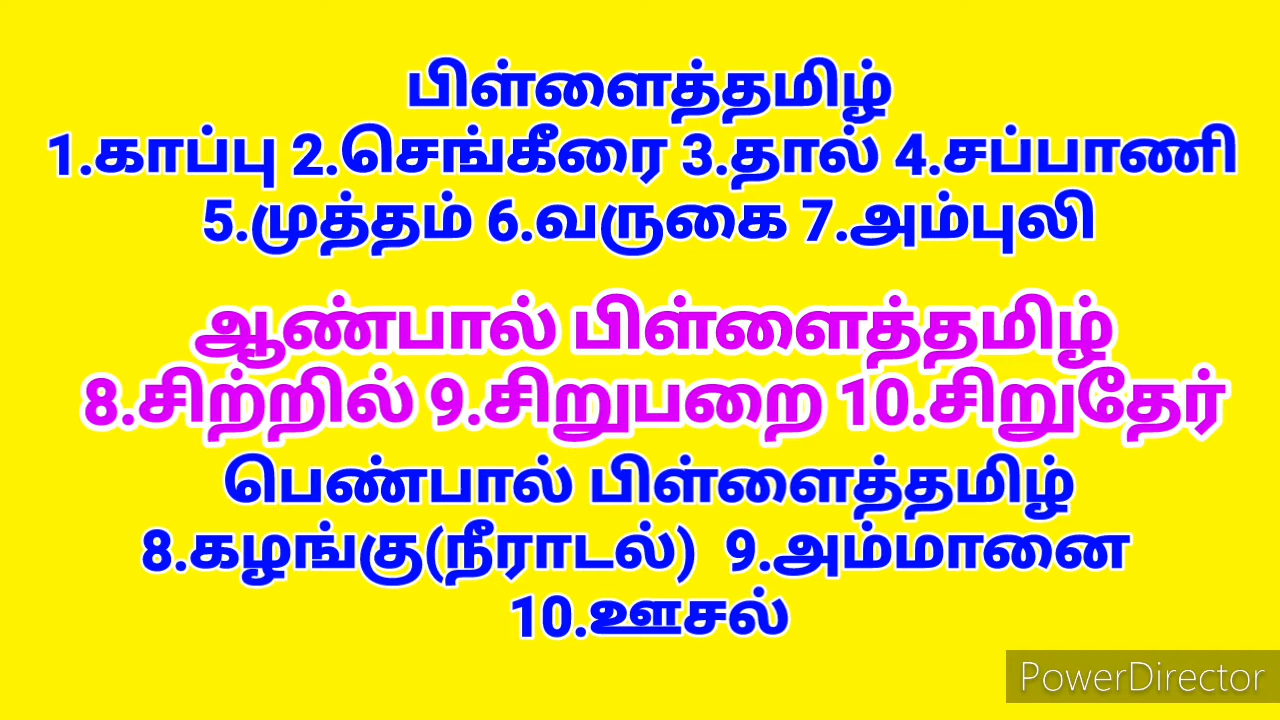 பிள்ளைத்தமிழ்
1.காப்பு 2.செங்கீரை 3.தால் 4.சப்பாணி
5.முத்தம் 6.வருகை 7.அம்புலி
ஆண்பால் பிள்ளைத்தமிழ்
8.சிற்றில் 9.சிறுபறை 10.சிறுதேர்
பெண்பால் பிள்ளைத்தமிழ்
8.கழங்கு(நீராடல்) 9.அம்மானை
10.ஊசல்
PowerDirector